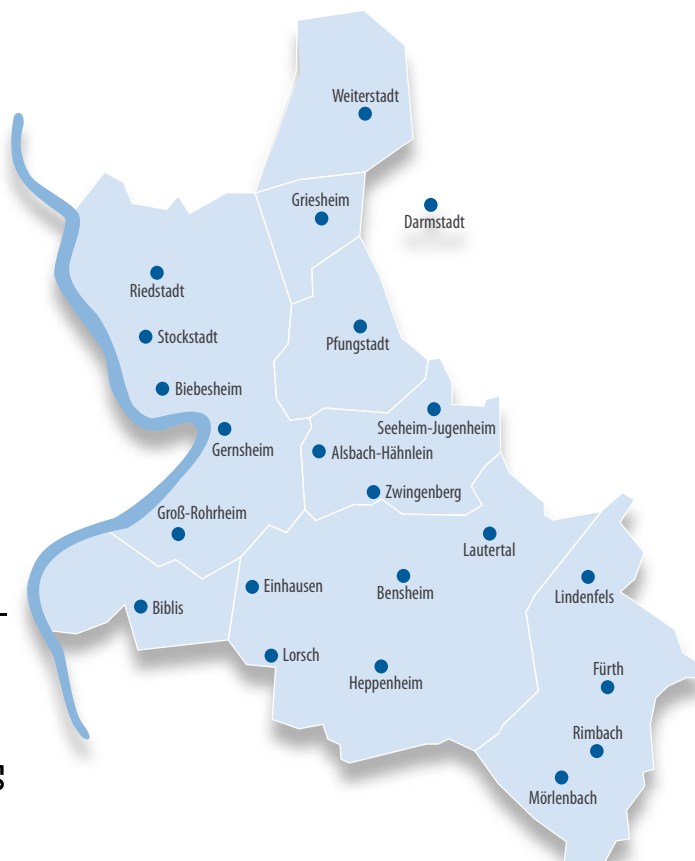 Weiterstadt
Griesheim
Darmstadt
Riedstadt
Stockstadt
Pfungstadt
Biebesheim
Seeheim-Jugenheim
Gernsheim
Alsbach-Hähnlein
Zwingenberg
Groß-Rohrheim
Lautertal
Einhausen
Bensheim
Lindenfels
Biblis
Lorsch
Heppenheim
Fürth
Rimbach
Mörlenbach